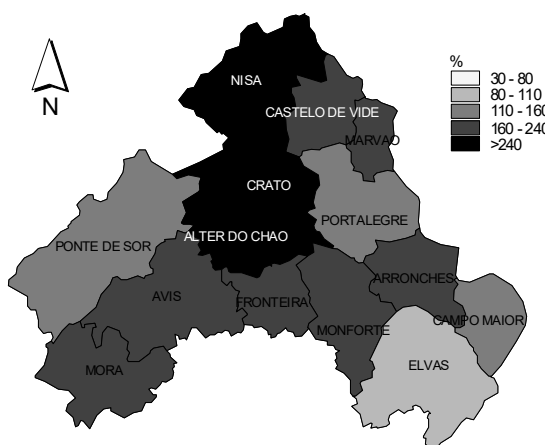 %
30 - 80
80 - 110
110 - 160
160 - 240
>240
N
NISA
CASTELO DE VIDE
MARVAO
CRATO
PORTALEGRE
ALTER DO CHAO
PONTE DE SOR
ARRONCHES
AVIS
FRONTEIRA
CAMPO MAIOR
MONFORTE
ELVAS
MORA